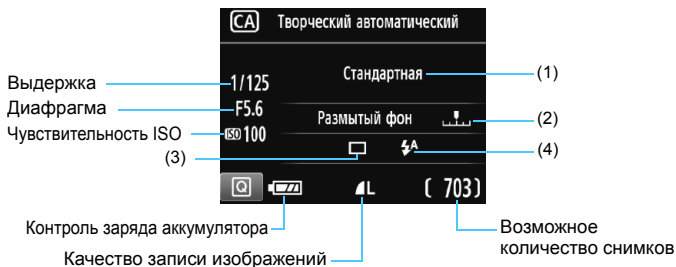 CA Творческий автоматический
Стандартная
(1)
Выдержка
1/125
Диафрагма
F5.6
Размытый фон
(2)
Чувствительность ISO
ISO 100
(3)
A
(4)
Q
L
( 703)
Контроль заряда аккумулятора
Возможное
количество снимков
Качество записи изображений